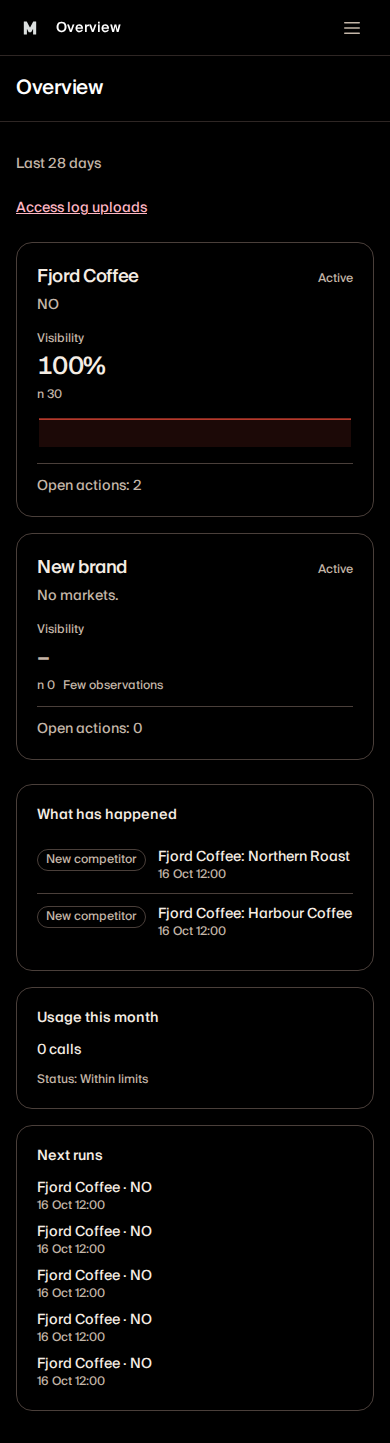 M Overview
Overview
Last 28 days
Access log uploads
Fjord Coffee Active
NO
Visibility
100%
n 30
Open actions: 2
New brand Active
No markets.
Visibility
–
n 0 Few observations
Open actions: 0
What has happened
New competitor Fjord Coffee: Northern Roast
16 Oct 12:00
New competitor Fjord Coffee: Harbour Coffee
16 Oct 12:00
Usage this month
0 calls
Status: Within limits
Next runs
Fjord Coffee · NO
16 Oct 12:00
Fjord Coffee · NO
16 Oct 12:00
Fjord Coffee · NO
16 Oct 12:00
Fjord Coffee · NO
16 Oct 12:00
Fjord Coffee · NO
16 Oct 12:00